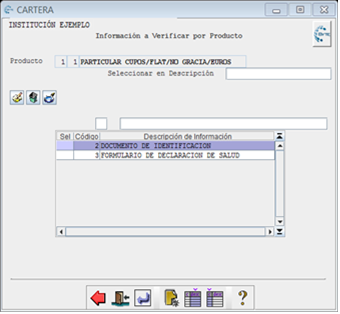 CARTERA
INSTITUCIÓN EJEMPLO
Información a Verificar por Producto
Producto 1 1 PARTICULAR CUPOS/FLAT/NO GRACIA/EUROS
Seleccionar en Descripción
Sel Código Descripción de Información
2 DOCUMENTO DE IDENTIFICACION
3 FORMULARIO DE DECLARACION DE SALUD